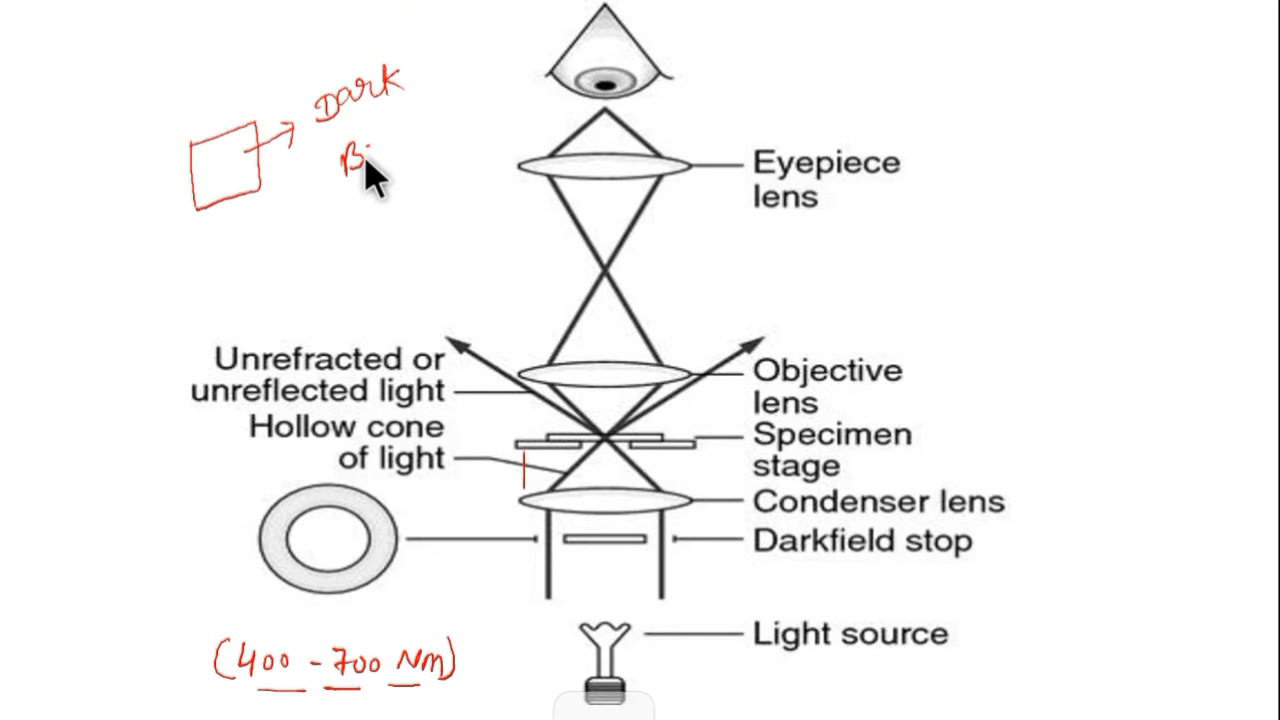 Dark
B
Eyepiece
lens
Unrefracted or
unreflected light
Hollow cone
of light
Objective
lens
Specimen
stage
Condenser lens
Darkfield stop
Light source
(400 - 700 Nm)